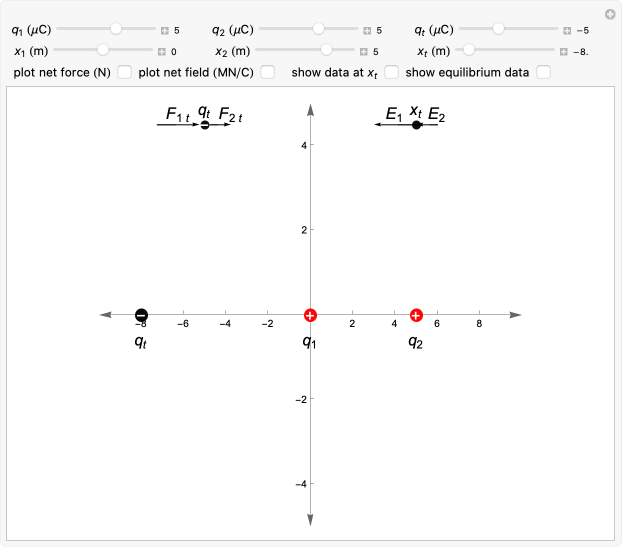 q1 (μC) 5 q2 (μC) 5 qt (μC) −5
x1 (m) 0 x2 (m) 5 xt (m) −8.
plot net force (N) plot net field (MN/C) show data at xt show equilibrium data
F1 t qt F2 t E1 xt E2
4
2
−8 −6 −4 −2 2 4 6 8
qt q1 q2
−2
−4